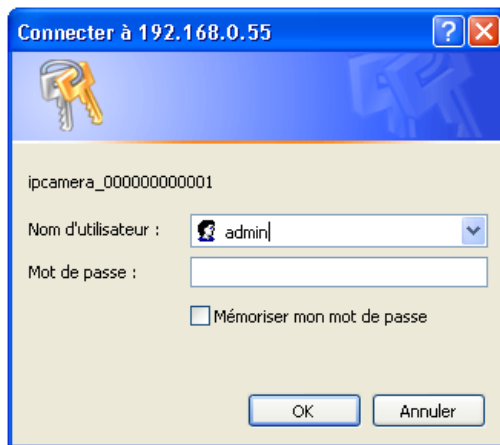 Connecter à 192.168.0.55
ipcamera_000000000001
Nom d'utilisateur : admin
Mot de passe :
Mémoriser mon mot de passe
OK Annuler